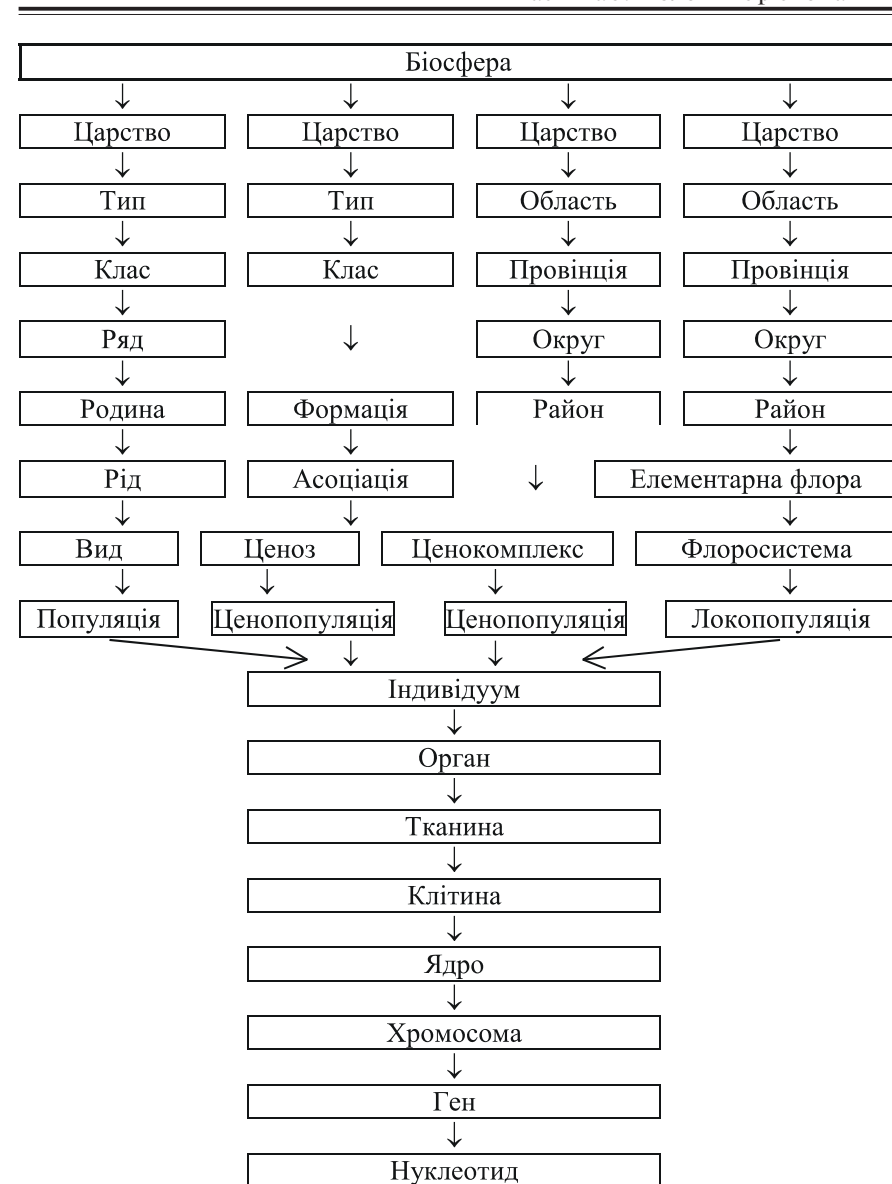 Біосфера
Царство Царство Царство Царство
Тип Тип Область Область
Клас Клас Провінція Провінція
Ряд Округ Округ
Родина Формація Район Район
Рід Асоціація Елементарна флора
Вид Ценоз Ценокомплекс Флоросистема
Популяція Ценопопуляція Ценопопуляція Локопопуляція
Індивідуум
Орган
Тканина
Клітина
Ядро
Хромосома
Ген
Нуклеотид